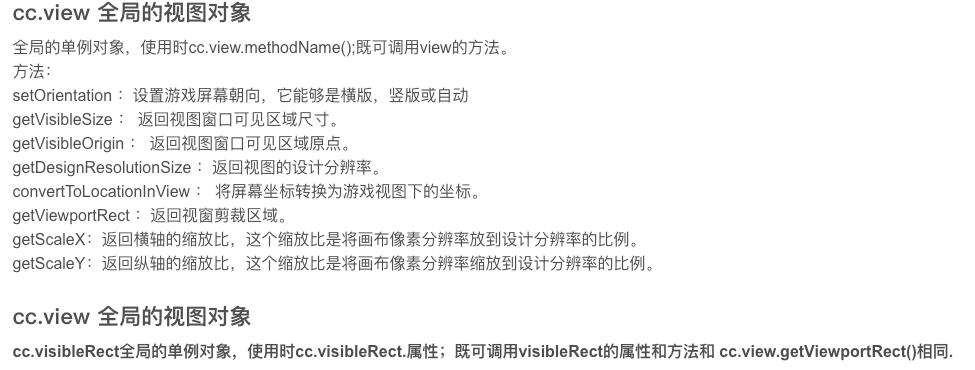 cc.view 全局的视图对象
全局的单例对象，使用时cc.view.methodName();既可调用view的方法。
方法：
setOrientation： 设置游戏屏幕朝向，它能够是横版，竖版或自动
getVisibleSize： 返回视图窗口可见区域尺寸。
getVisibleOrigin： 返回视图窗口可见区域原点。
getDesignResolutionSize：返回视图的设计分辨率。
convertToLocationInView： 将屏幕坐标转换为游戏视图下的坐标。
getViewportRect：返回视窗剪裁区域。
getScaleX：返回横轴的缩放比，这个缩放比是将画布像素分辨率放到设计分辨率的比例。
getScaleY：返回纵轴的缩放比，这个缩放比是将画布像素分辨率缩放到设计分辨率的比例。
cc.view 全局的视图对象
cc.visibleRect全局的单例对象，使用时cc.visibleRect.属性；既可调用visibleRect的属性和方法和 cc.view.getViewportRect()相同.